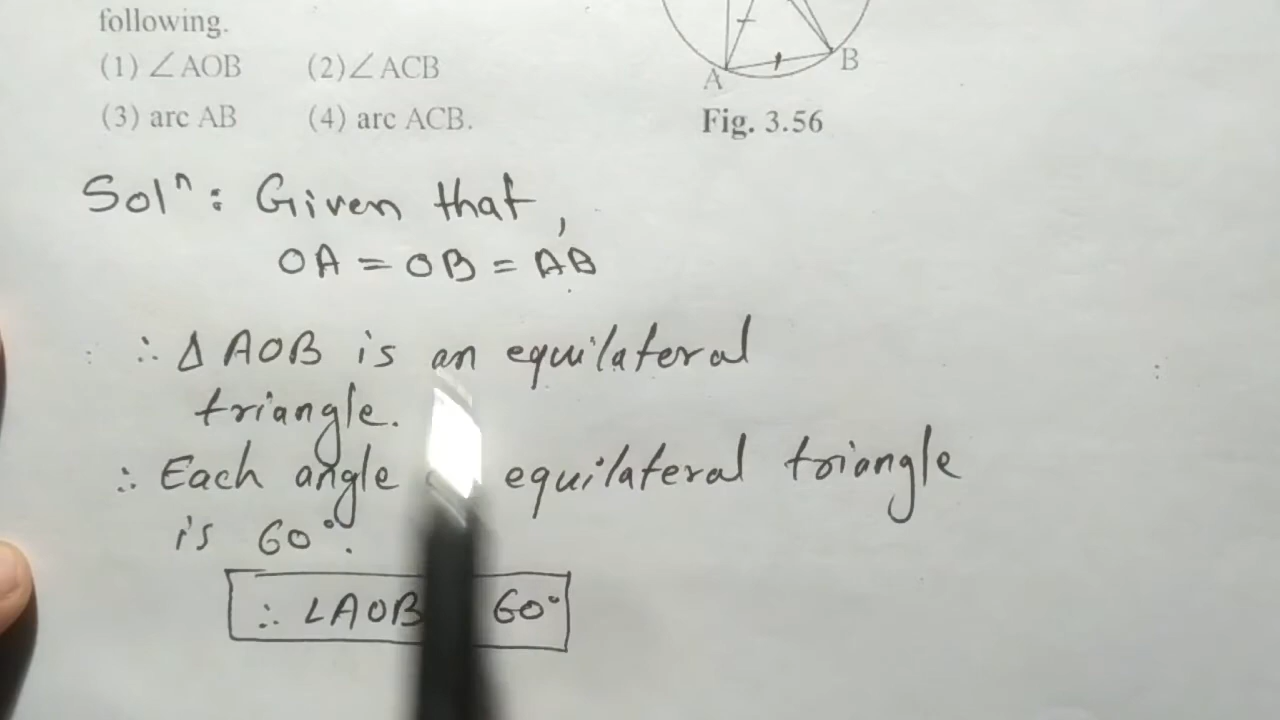 following.
(1) ∠AOB (2)∠ACB
(3) arc AB (4) arc ACB.
A
B
Fig. 3.56
Solⁿ: Given that,
OA = OB = AB
∴ Δ AOB is an equilateral
triangle.
∴ Each angle equilateral triangle
is 60°.
∴ ∠AOB 60°